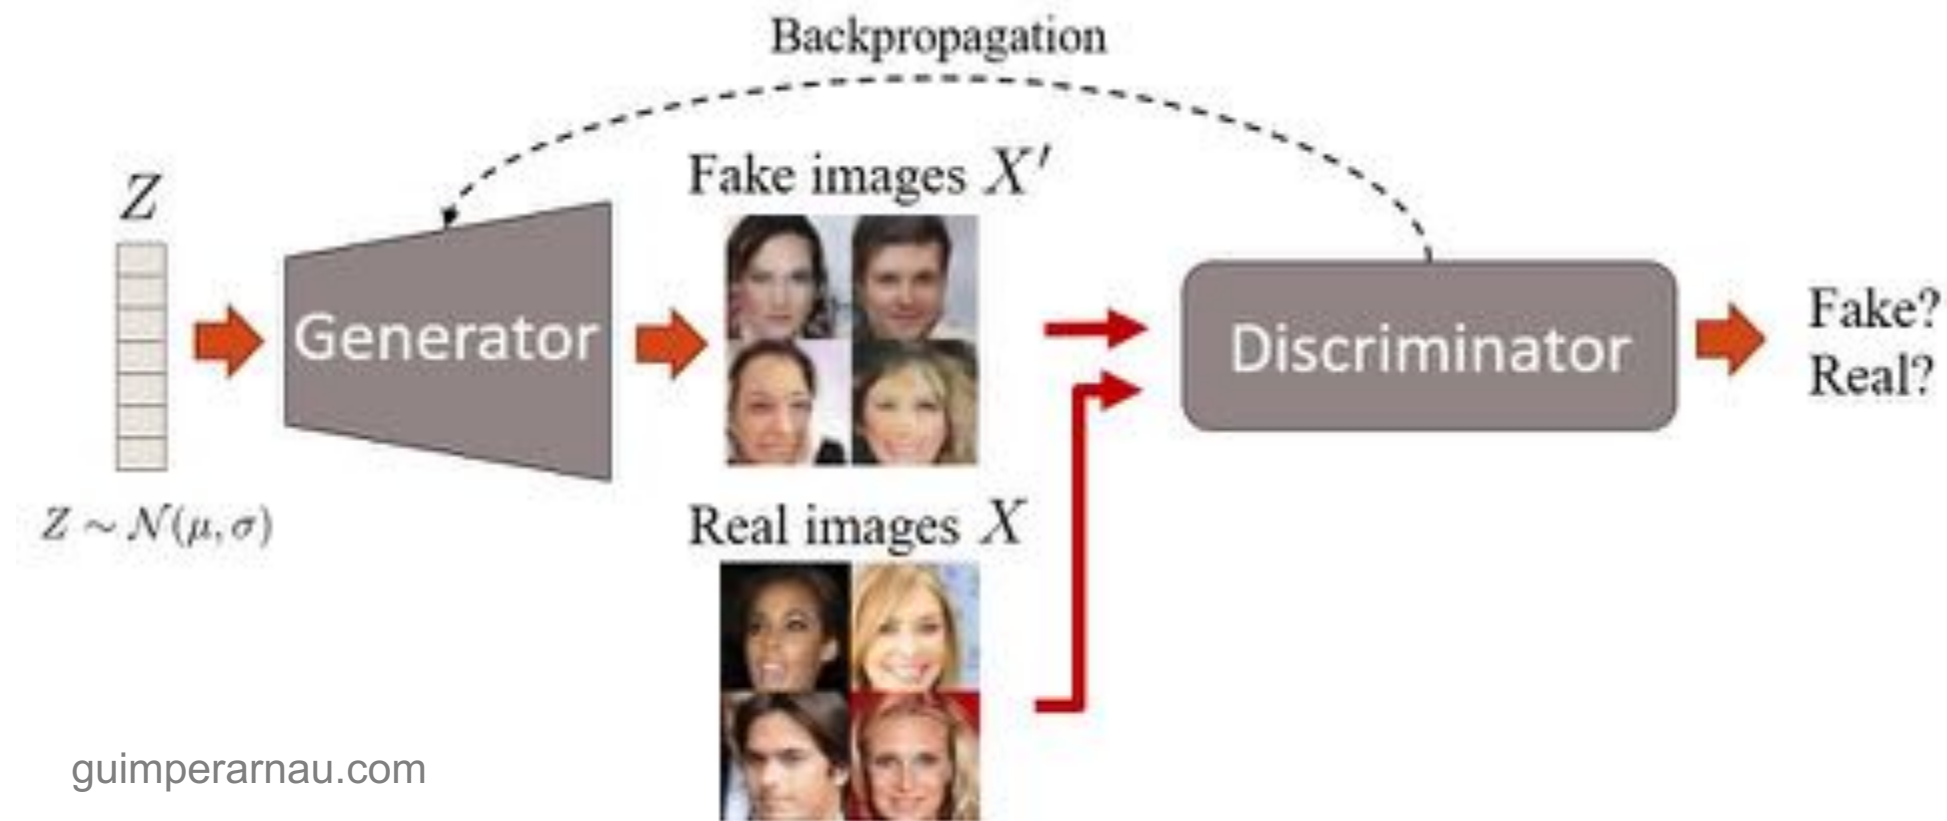 Backpropagation
Z
Fake images X′
Generator
Discriminator
Fake?
Real?
Z ∼ 𝒩(μ, σ)
Real images X
guimperarnau.com